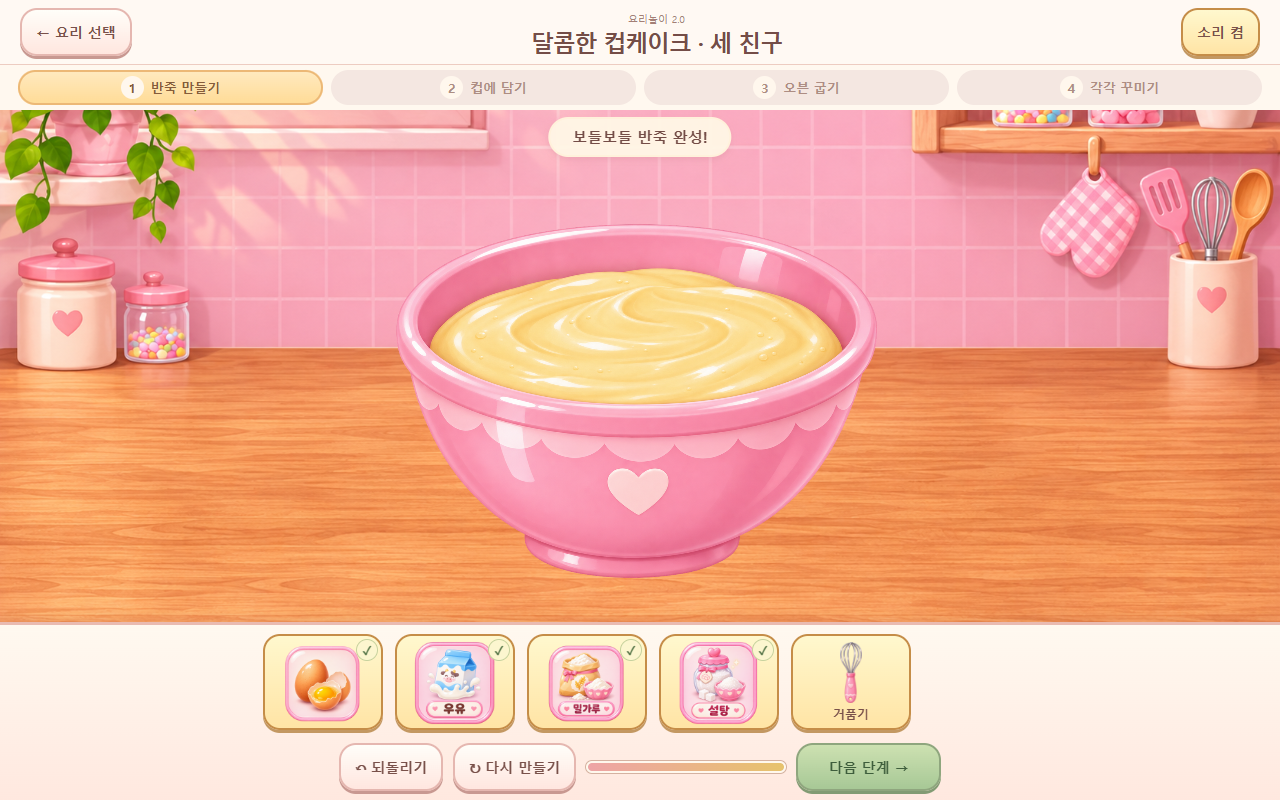 ← 요리 선택
요리놀이 2.0
달콤한 컵케이크 · 세 친구
소리 켬
1 반죽 만들기
2 컵에 담기
3 오븐 굽기
4 각각 꾸미기
보들보들 반죽 완성!
✓
✓
✓
✓
우유
밀가루
설탕
거품기
↶ 되돌리기
↻ 다시 만들기
다음 단계 →